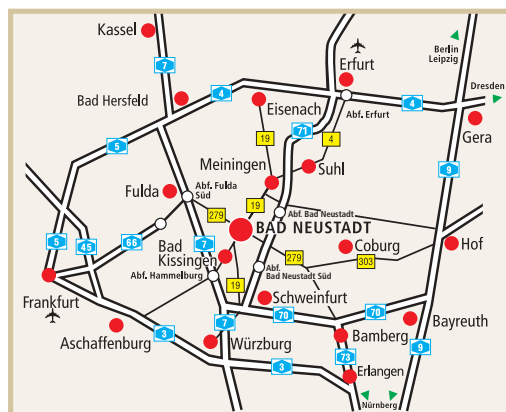 Kassel
7
Erfurt
Berlin
Leipzig
Dresden
Bad Hersfeld
4
Eisenach
Abf. Erfurt
4
Gera
19
71
4
5
Meiningen
Suhl
9
Fulda
Abf. Fulda
Süd
279
19
Abf. Bad Neustadt
BAD NEUSTADT
5
45
66
7
Bad
Kissingen
279
Coburg
303
Hof
Abf. Hammelburg
Abf.
Bad Neustadt Süd
19
Frankfurt
Schweinfurt
70
70
Bayreuth
Aschaffenburg
3
7
Würzburg
Bamberg
73
9
3
Erlangen
Nürnberg